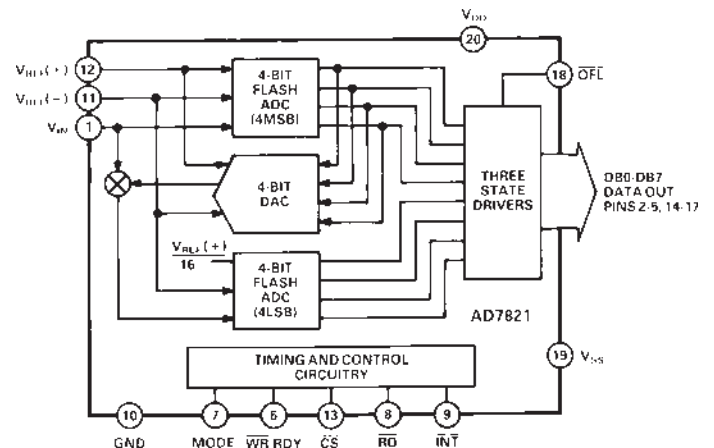 VDD
20
VREF(+)
12
4-BIT
FLASH
ADC
(4MSB)
18
OFL
VREF(−)
11
VIN
1
4-BIT
DAC
THREE
STATE
DRIVERS
DB0-DB7
DATA OUT
PINS 2-5, 14-17
VREF(+)
16
4-BIT
FLASH
ADC
(4LSB)
AD7821
TIMING AND CONTROL
CIRCUITRY
19
VSS
10
7
6
13
8
9
GND
MODE
WR/RDY
CS
RD
INT